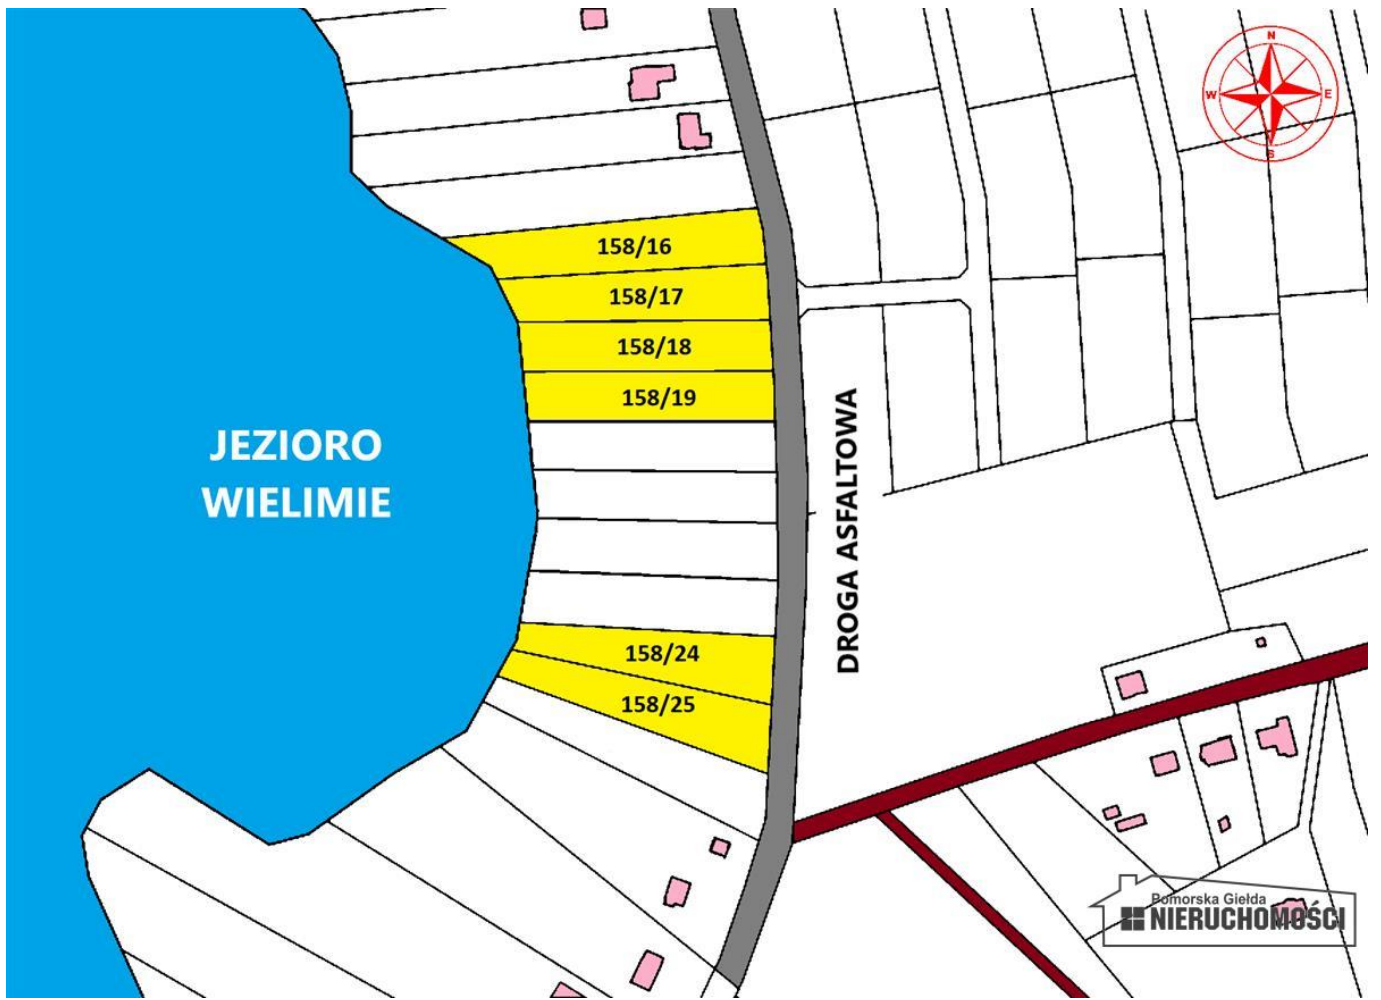 N
W
E
S
158/16
158/17
158/18
158/19
JEZIORO
WIELIMIE
DROGA ASFALTOWA
158/24
158/25
Pomorska Giełda
NIERUCHOMOŚCI